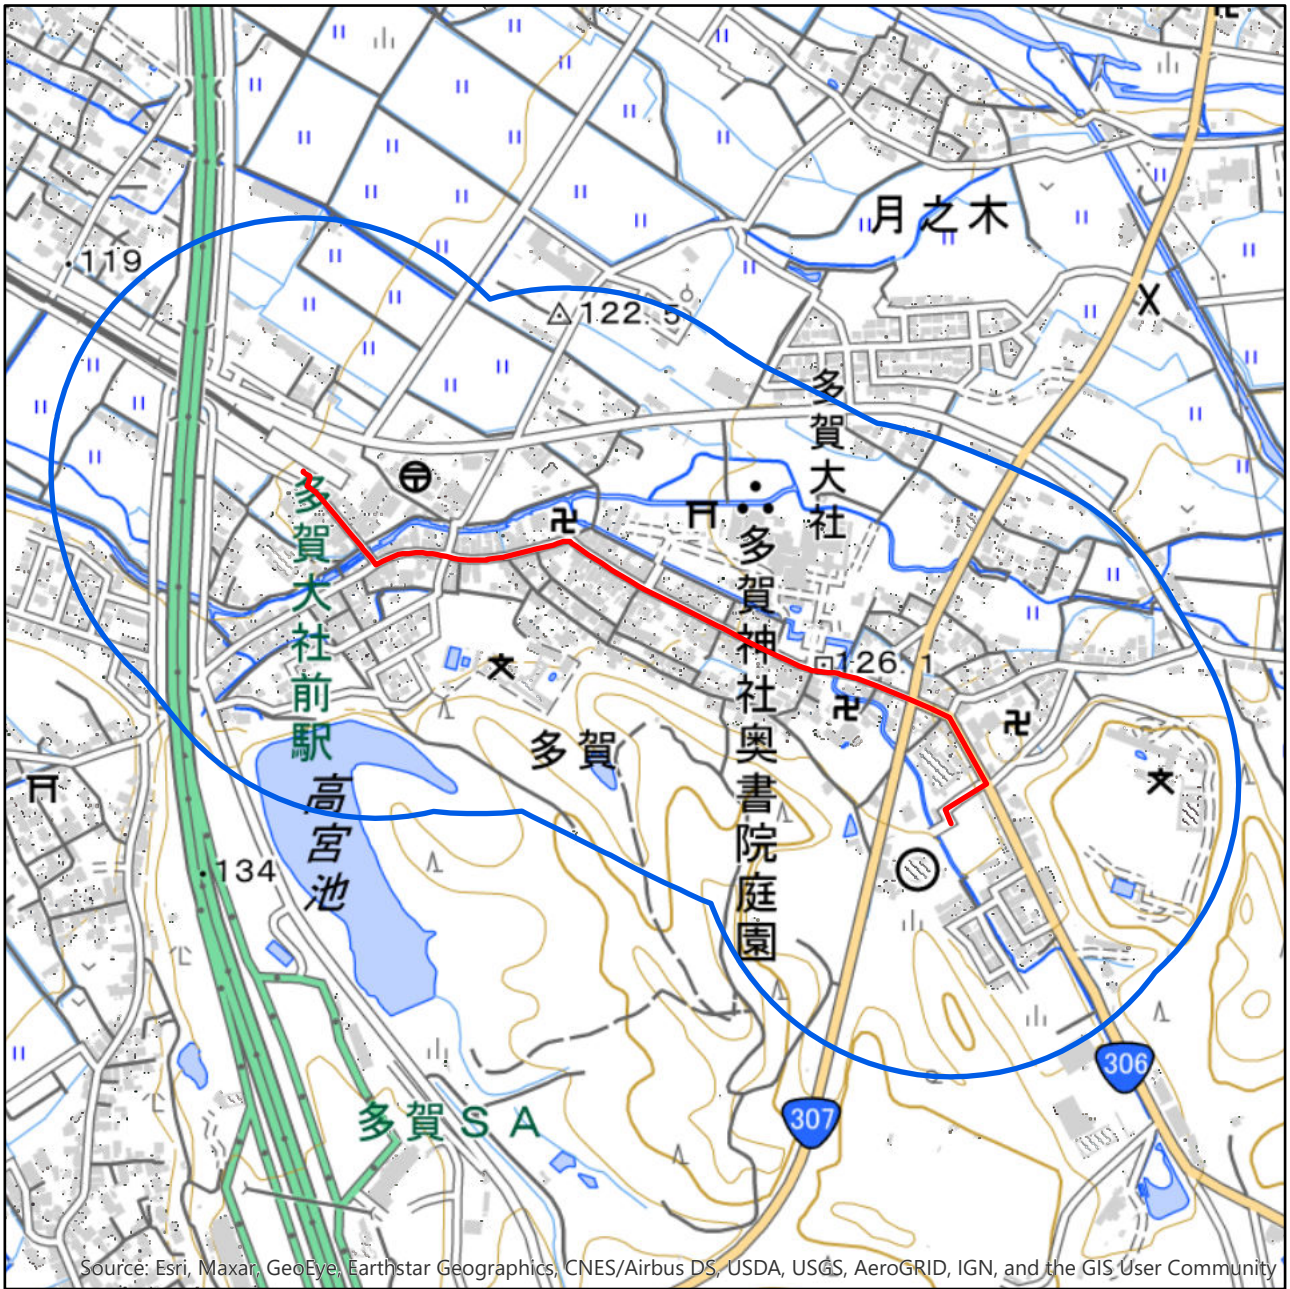 月之木
119
122.5
多賀大社
多賀大社前駅
多賀神社奥書院庭園
126.1
多賀
高宮池
134
306
307
多賀SA
Source: Esri, Maxar, GeoEye, Earthstar Geographics, CNES/Airbus DS, USDA, USGS, AeroGRID, IGN, and the GIS User Community